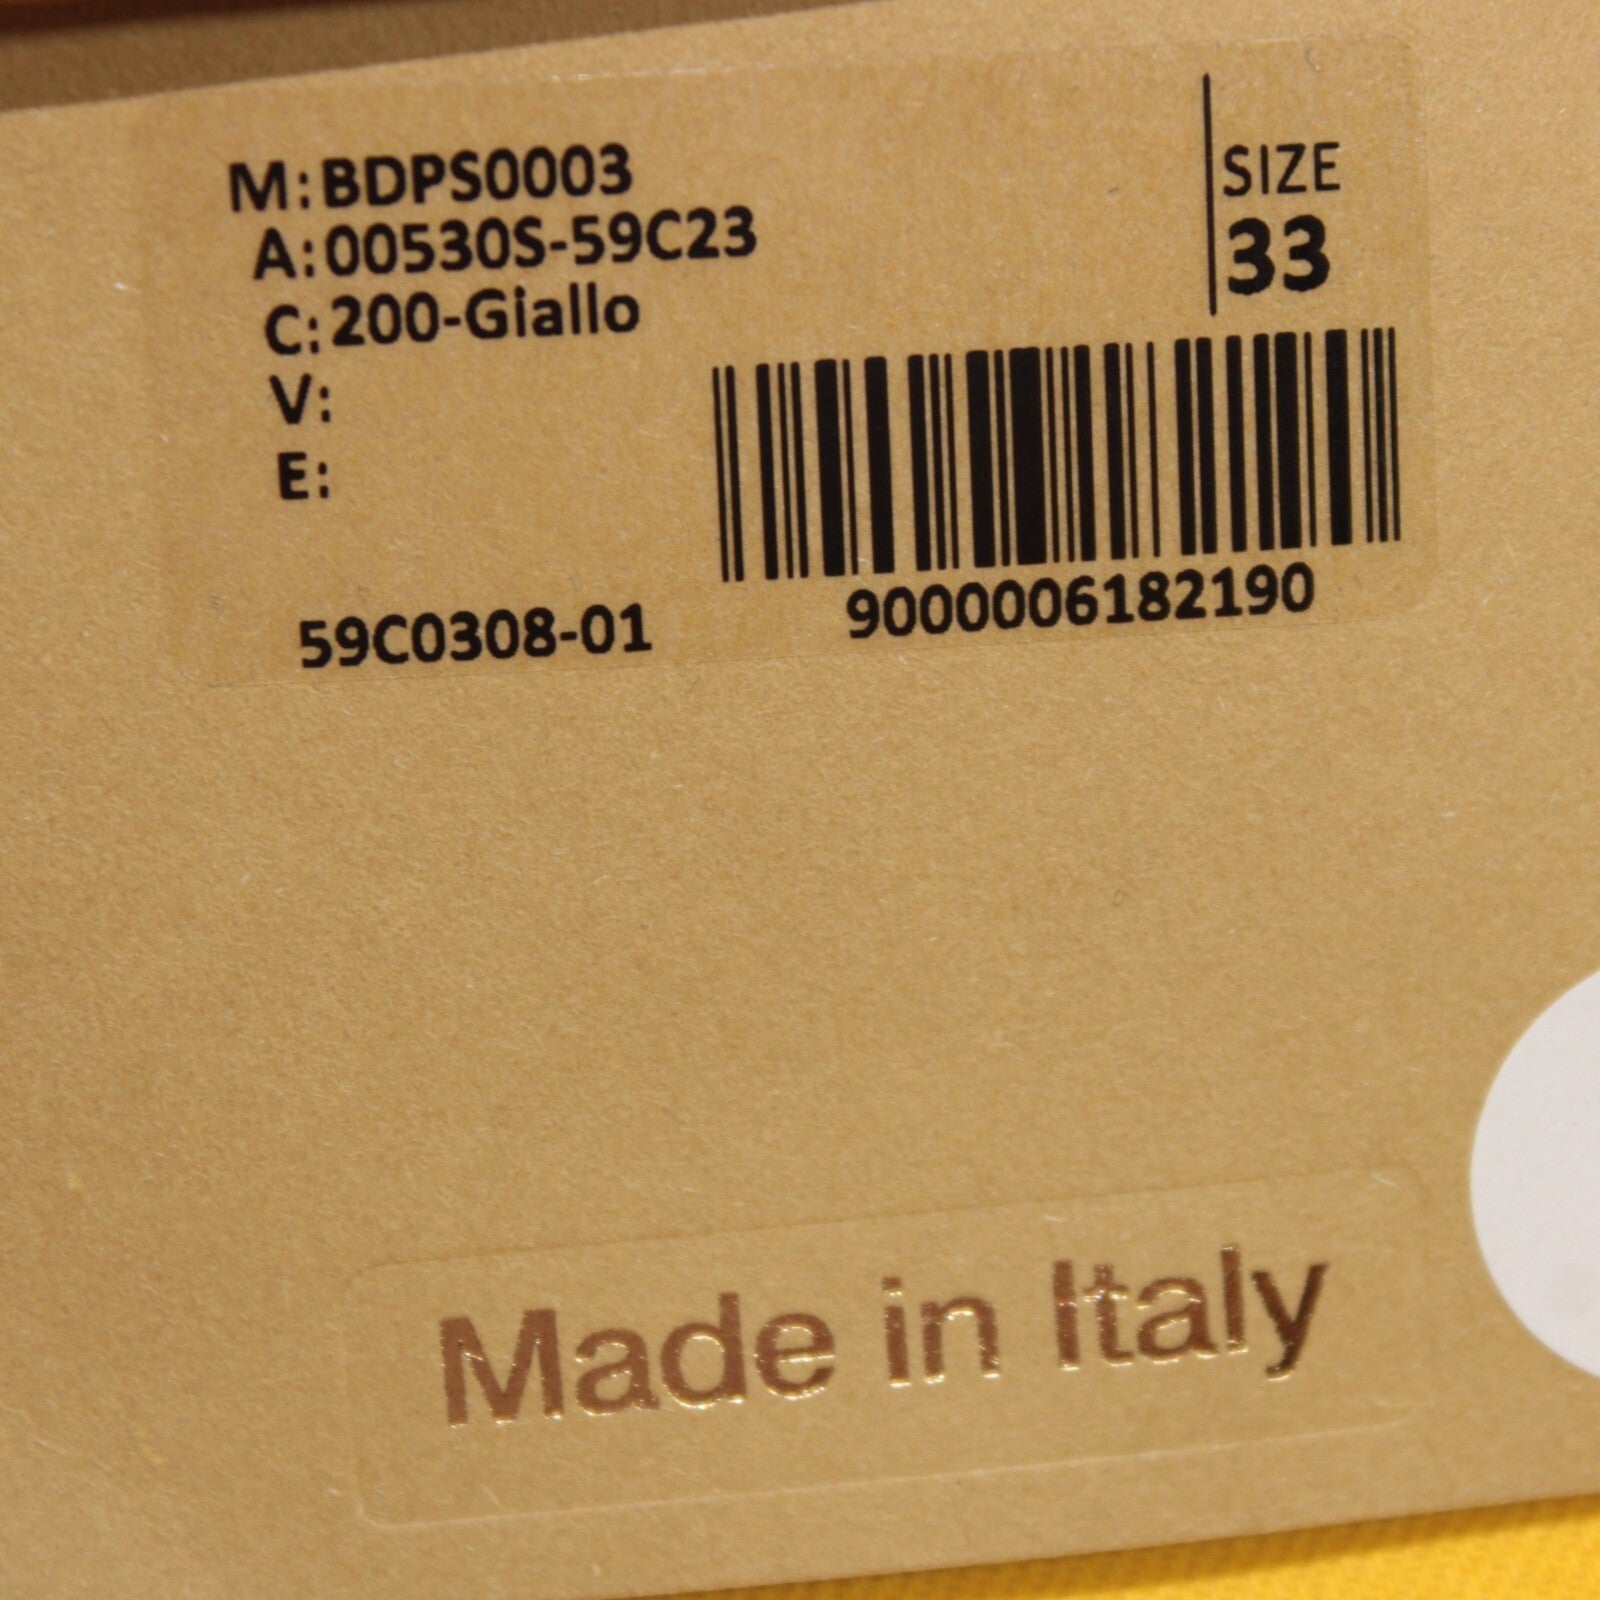 M: BDPS0003
A: 00530S-59C23
C: 200-Giallo
V:
E:
SIZE
33
59C0308-01
9000006182190
Made in Italy